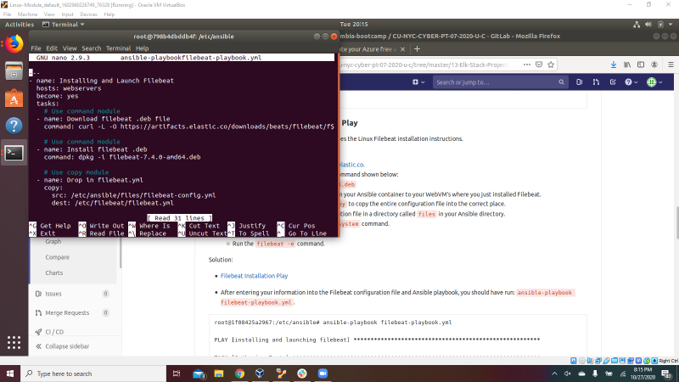 Linux-Module_default_1602960226749_76320 [Running] - Oracle VM VirtualBox
File Machine View Input Devices Help
Activities Terminal Tue 20:15
root@798b4dbddb4f: /etc/ansible
mbia-bootcamp / CU-NYC-CYBER-PT-07-2020-U-C · GitLab - Mozilla Firefox
File Edit View Search Terminal Help
ate your Azure free
GNU nano 2.9.3 ansible-playbookfilebeat-playbook.yml
nyc-cyber-pt-07-2020-u-c/tree/master/13-Elk-Stack-Project
---
- name: Installing and Launch Filebeat
hosts: webservers
become: yes
tasks:
# Use command module
- name: Download filebeat .deb file
command: curl -L -O https://artifacts.elastic.co/downloads/beats/filebeat/f$
# Use command module
- name: Install filebeat .deb
command: dpkg -i filebeat-7.4.0-amd64.deb
# Use copy module
- name: Drop in filebeat.yml
copy:
src: /etc/ansible/files/filebeat-config.yml
dest: /etc/filebeat/filebeat.yml
[ Read 31 lines ]
^G Get Help ^O Write Out ^W Where Is ^K Cut Text ^J Justify ^C Cur Pos
^X Exit ^R Read File ^\ Replace ^U Uncut Text ^T To Spell ^_ Go To Line
Search or jump to...
Play
es the Linux Filebeat installation instructions.
lastic.co.
command shown below:
.deb
n your Ansible container to your WebVM's where you just installed Filebeat.
py to copy the entire configuration file into the correct place.
tion file in a directory called files in your Ansible directory.
system command.
Run the filebeat -e command.
Solution:
Filebeat Installation Play
After entering your information into the Filebeat configuration file and Ansible playbook, you should have run: ansible-playbook
filebeat-playbook.yml.
root@1f08425a2967:/etc/ansible# ansible-playbook filebeat-playbook.yml
PLAY [installing and launching filebeat]
Graph
Compare
Charts
Issues 0
Merge Requests 0
CI / CD
Collapse sidebar
Right Ctrl
Type here to search
8:15 PM
10/27/2020